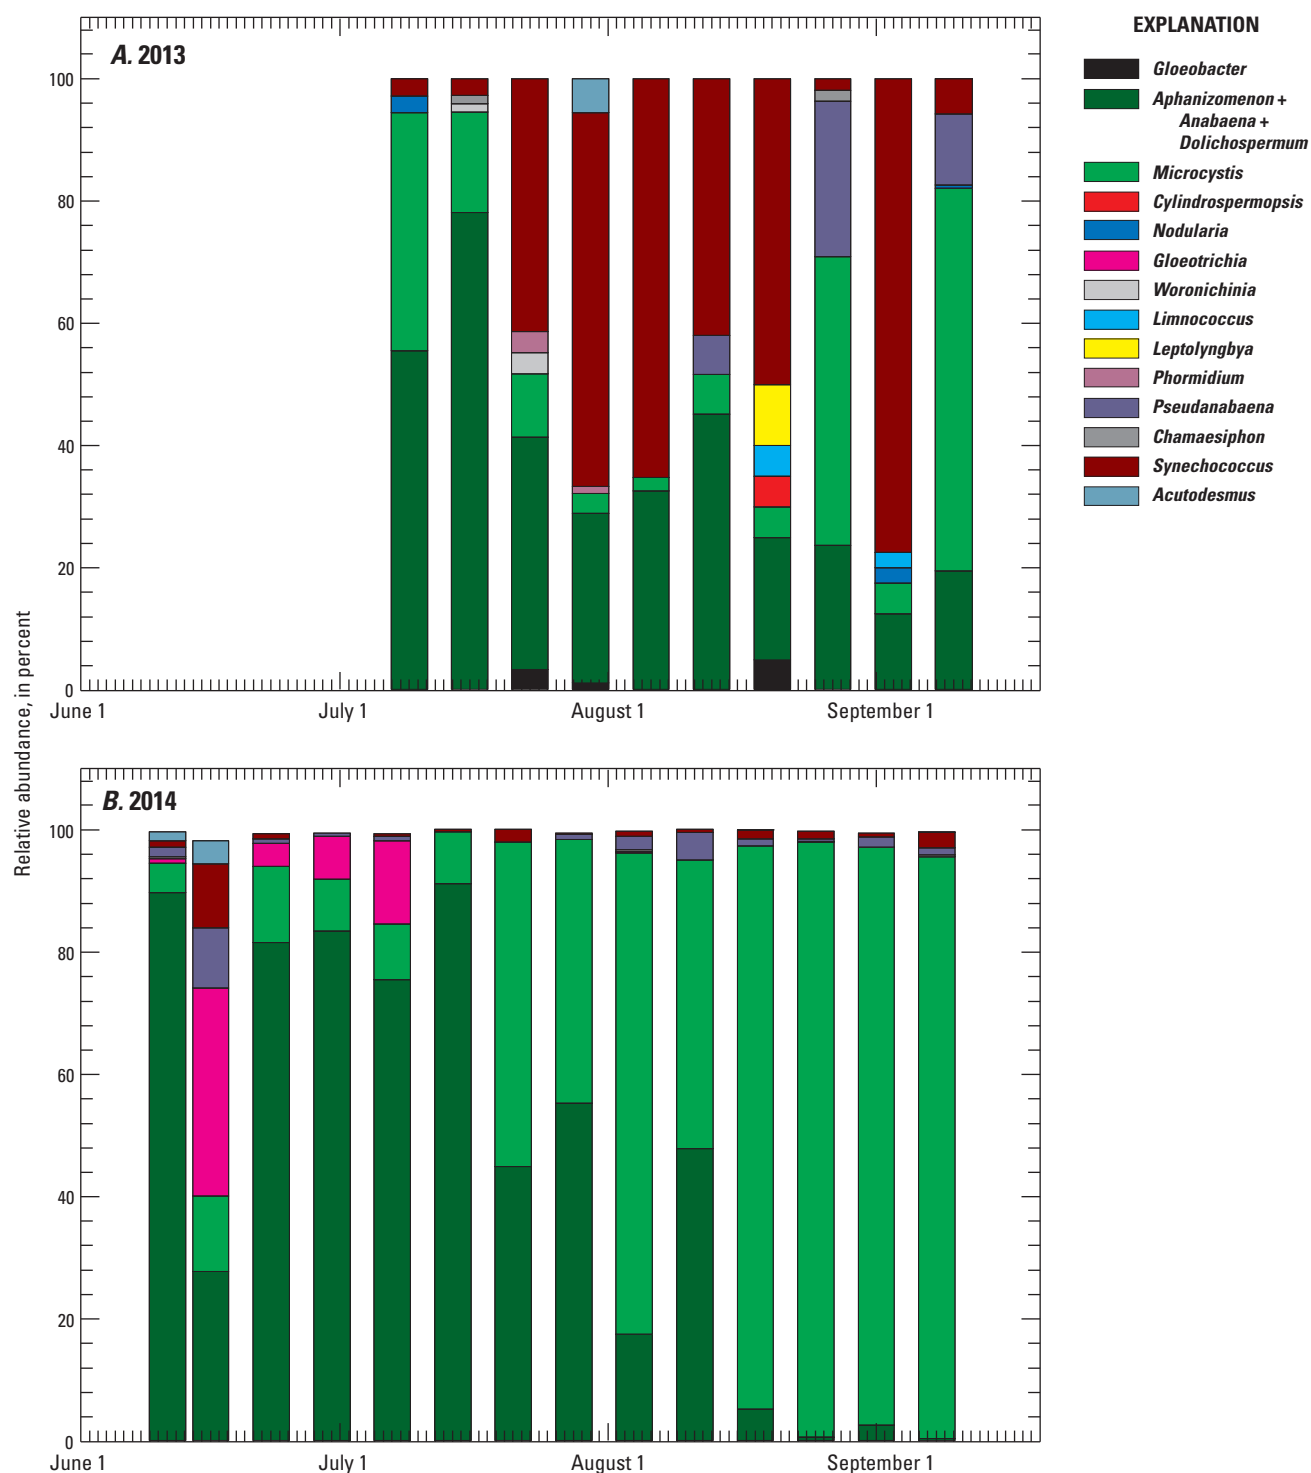 EXPLANATION
Gloeobacter
Aphanizomenon +
Anabaena +
Dolichospermum
Microcystis
Cylindrospermopsis
Nodularia
Gloeotrichia
Woronichinia
Limnococcus
Leptolyngbya
Phormidium
Pseudanabaena
Chamaesiphon
Synechococcus
Acutodesmus
Relative abundance, in percent
A. 2013
100
80
60
40
20
0
June 1 July 1 August 1 September 1
B. 2014
100
80
60
40
20
0
June 1 July 1 August 1 September 1